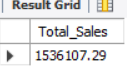 Result Grid
Total_Sales
1536107.29